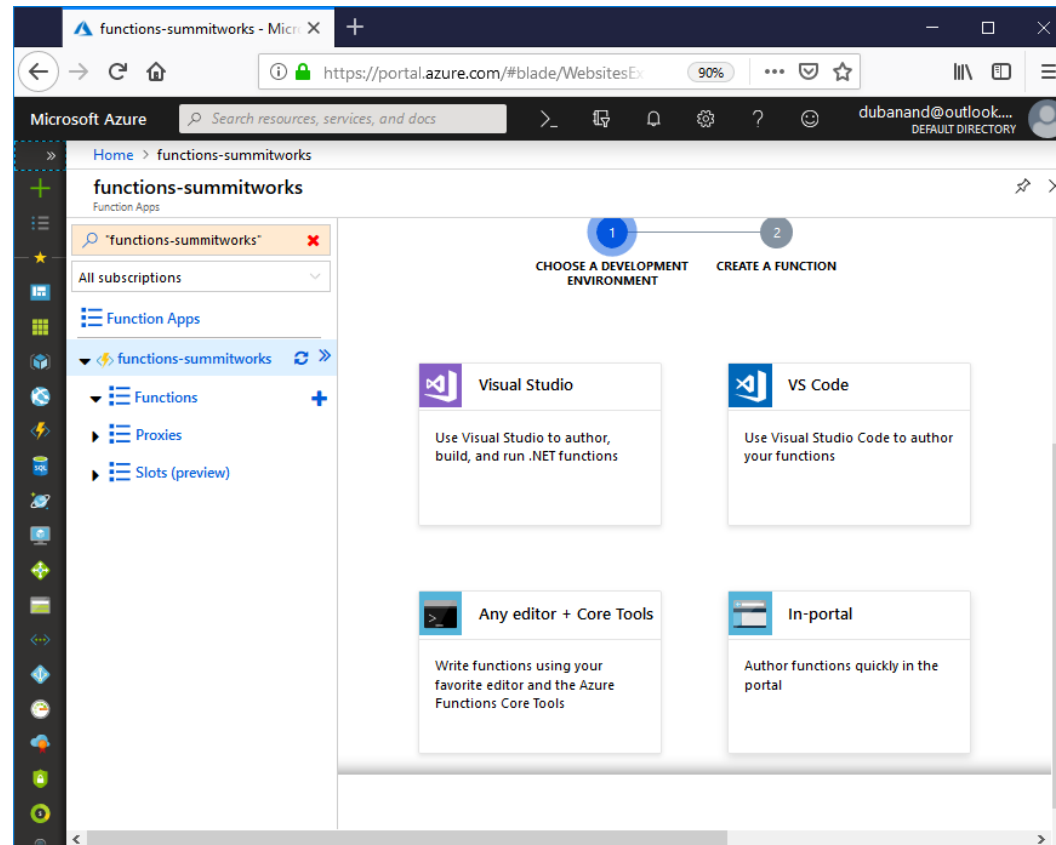 functions-summitworks - Micr
https://portal.azure.com/#blade/WebsitesEx
90%
Microsoft Azure
Search resources, services, and docs
>_
?
dubanand@outlook....
DEFAULT DIRECTORY
Home > functions-summitworks
functions-summitworks
Function Apps
"functions-summitworks"
All subscriptions
Function Apps
functions-summitworks
Functions
Proxies
Slots (preview)
1
2
CHOOSE A DEVELOPMENT
ENVIRONMENT
CREATE A FUNCTION
Visual Studio
Use Visual Studio to author,
build, and run .NET functions
VS Code
Use Visual Studio Code to author
your functions
Any editor + Core Tools
Write functions using your
favorite editor and the Azure
Functions Core Tools
In-portal
Author functions quickly in the
portal
SQL